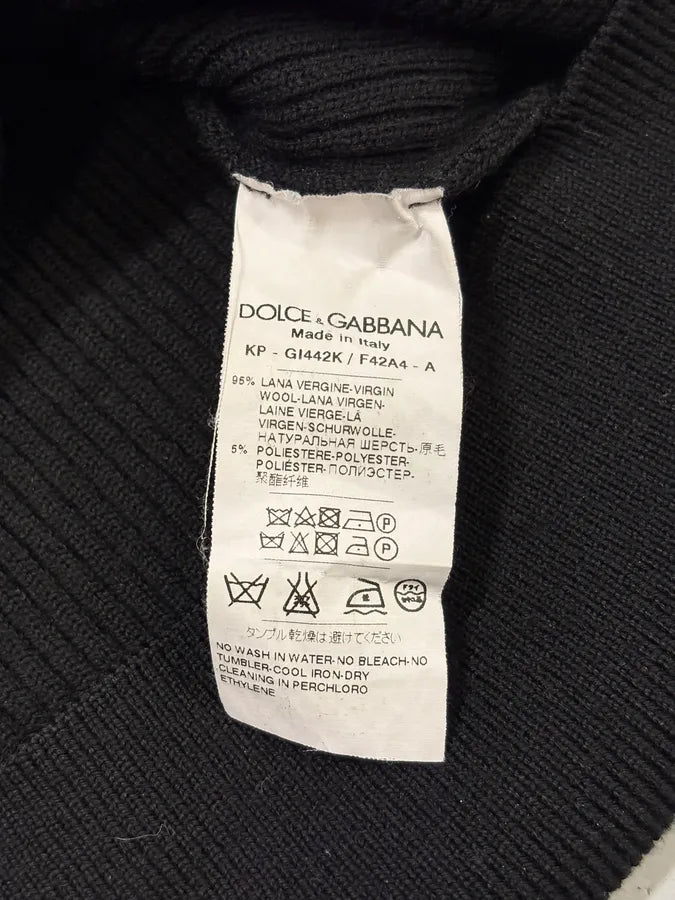 DOLCE & GABBANA
Made in Italy
KP - GI442K / F42A4 - A
95% LANA VERGINE-VIRGIN
WOOL-LANA VIRGEN-
LAINE VIERGE-LÃ
VIRGEN-SCHURWOLLE-
НАТУРАЛЬНАЯ ШЕРСТЬ-原毛
5% POLIESTERE-POLYESTER-
POLIÉSTER-ПОЛИЭСТЕР-
聚酯纤维
P
P
タンブル乾燥は避けてください
NO WASH IN WATER-NO BLEACH-NO
TUMBLER-COOL IRON-DRY
CLEANING IN PERCHLORO
ETHYLENE